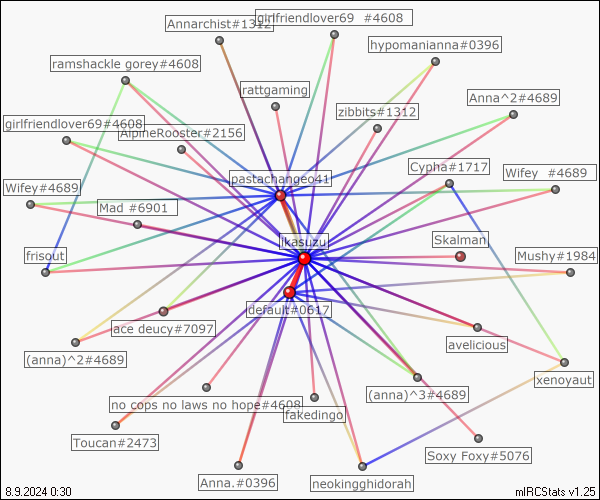 Annarchist#1312
girlfriendlover69 #4608
hypomanianna#0396
ramshackle gorey#4608
rattgaming
zibbits#1312
Anna^2#4689
girlfriendlover69#4608
AlpineRooster#2156
pastachangeo41
Cypha#1717
Wifey #4689
Wifey#4689
Mad #6901
ikasuzu
Skalman
frisout
Mushy#1984
default#0617
ace deucy#7097
avelicious
(anna)^2#4689
xenoyaut
(anna)^3#4689
no cops no laws no hope#4608
fakedingo
Toucan#2473
Soxy Foxy#5076
Anna.#0396
neokingghidorah
8.9.2024 0:30
mIRCStats v1.25